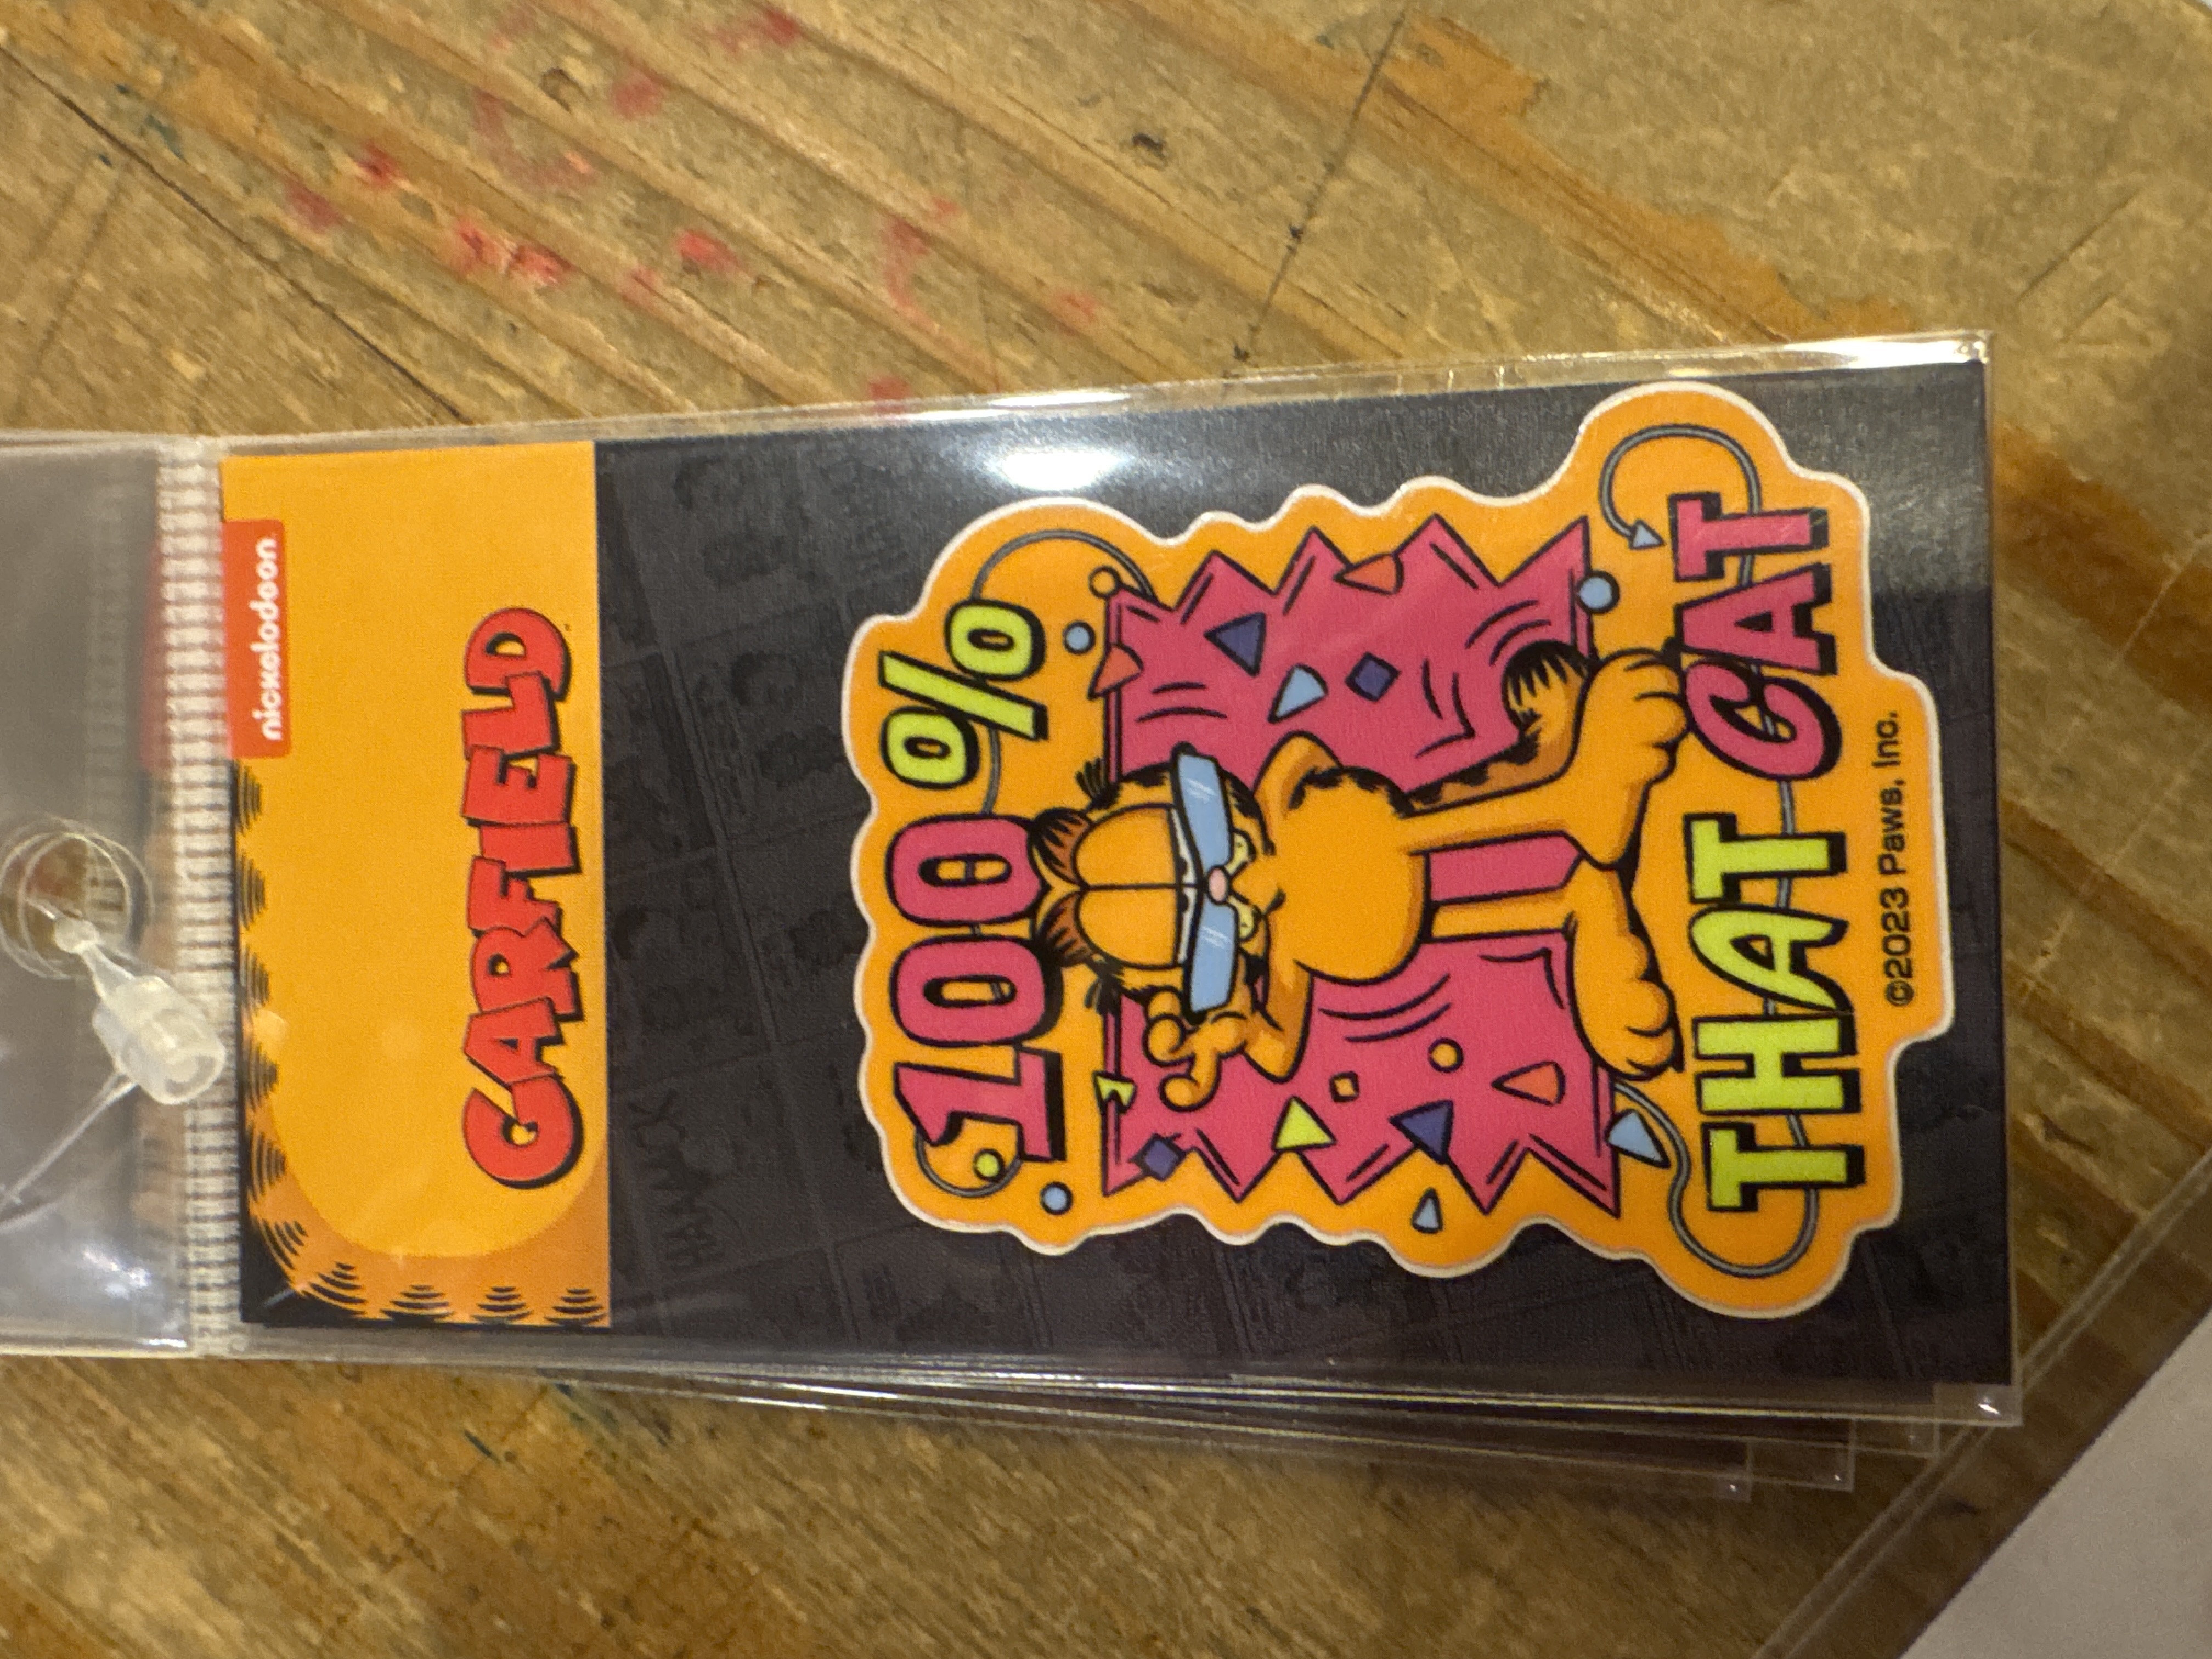 nickelodeon
GARFIELD
100%
THAT CAT
©2023 Paws, Inc.